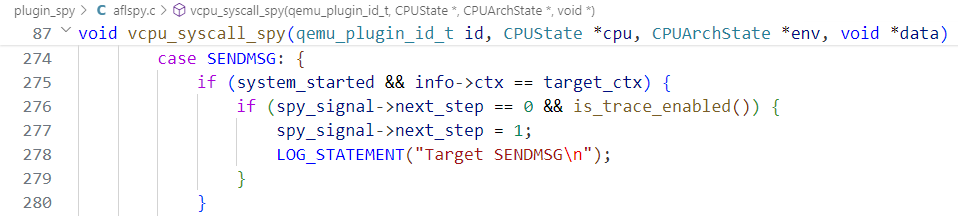 plugin_spy > C aflspy.c > vcpu_syscall_spy(qemu_plugin_id_t, CPUState *, CPUArchState *, void *)
87 void vcpu_syscall_spy(qemu_plugin_id_t id, CPUState *cpu, CPUArchState *env, void *data)
274 case SENDMSG: {
275 if (system_started && info->ctx == target_ctx) {
276 if (spy_signal->next_step == 0 && is_trace_enabled()) {
277 spy_signal->next_step = 1;
278 LOG_STATEMENT("Target SENDMSG\n");
279 }
280 }